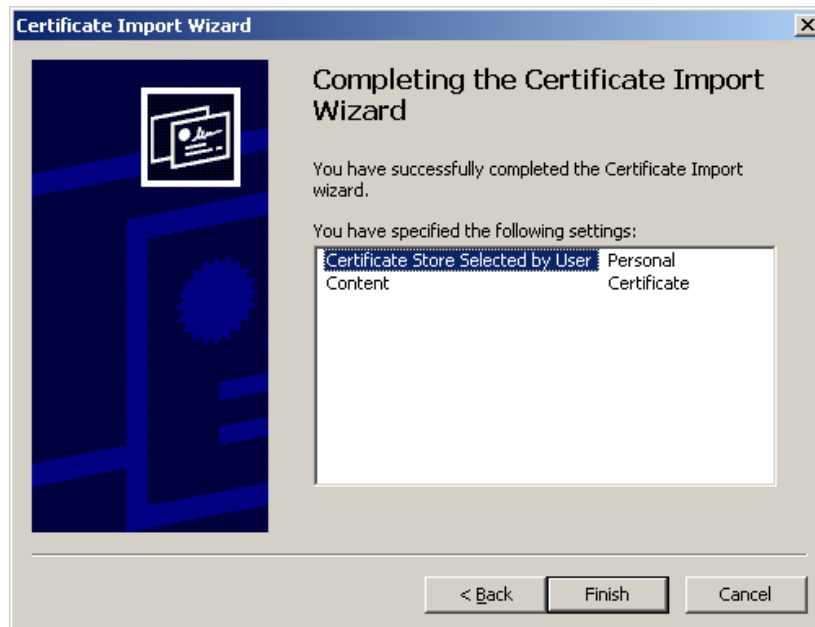 Certificate Import Wizard
Completing the Certificate Import
Wizard
You have successfully completed the Certificate Import
wizard.
You have specified the following settings:
Certificate Store Selected by User Personal
Content Certificate
< Back Finish Cancel